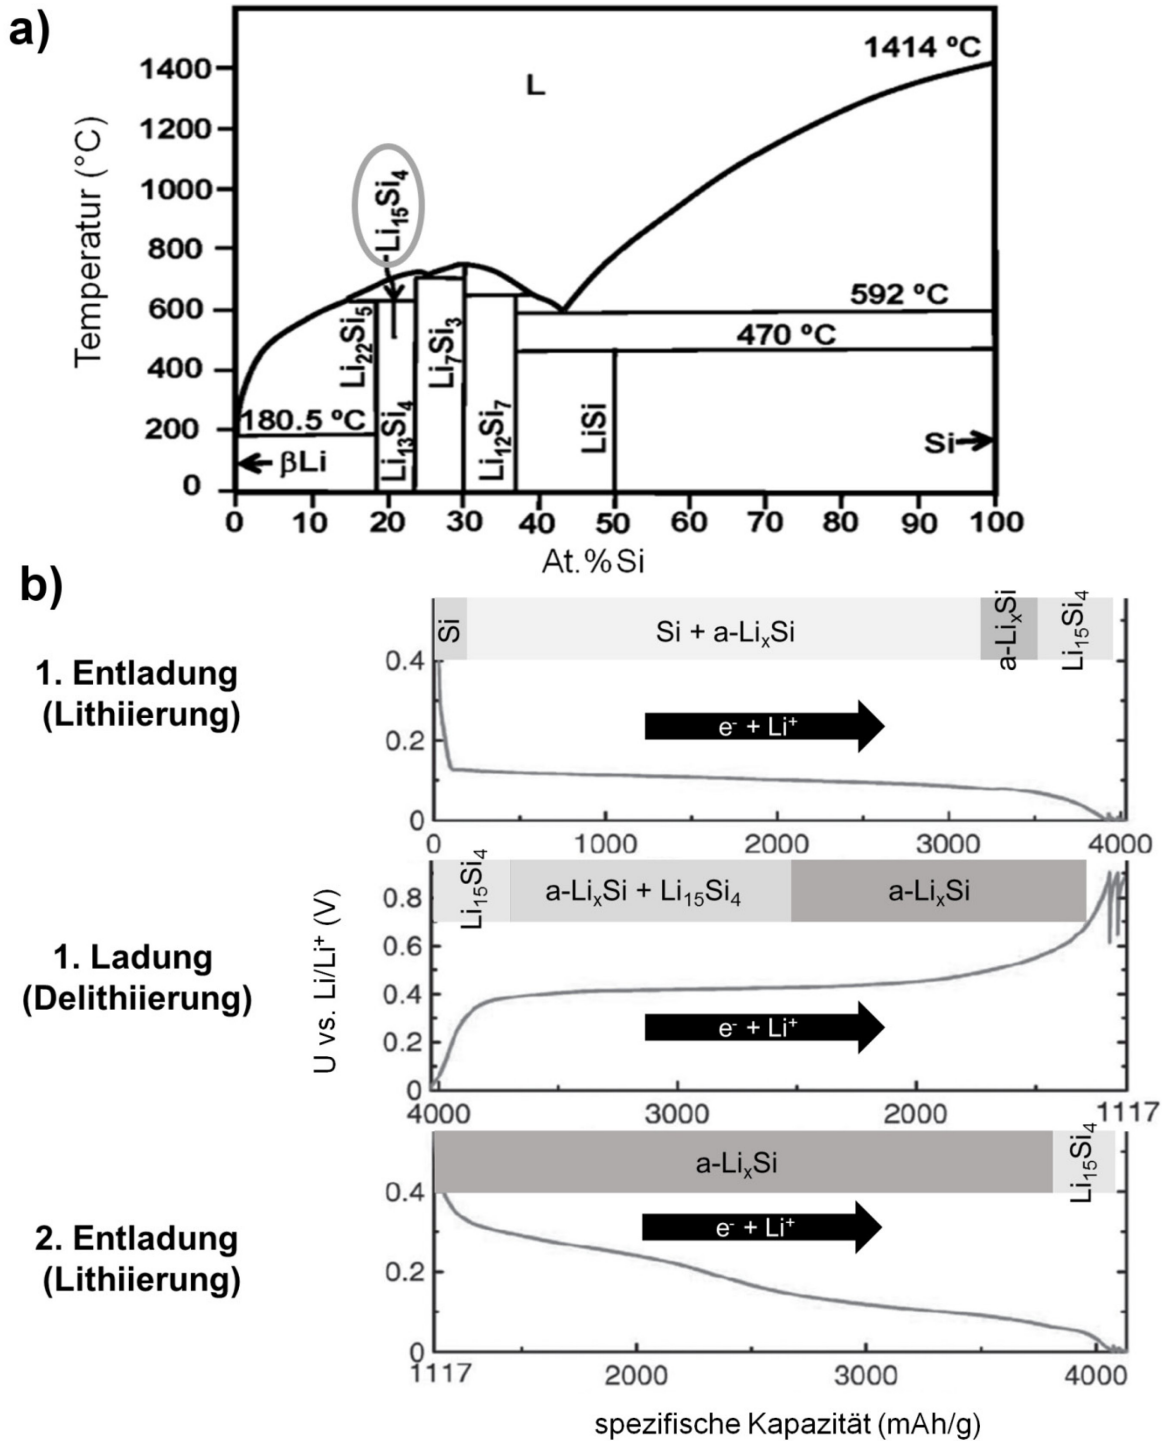 a)
Temperatur (°C)
1400
1200
1000
800
600
400
200
0
L
1414 ºC
Li₁₅Si₄
592 ºC
470 ºC
180.5 ºC
βLi
Li₂₂Si₅
Li₁₃Si₄
Li₇Si₃
Li₁₂Si₇
LiSi
Si
0 10 20 30 40 50 60 70 80 90 100
At.% Si
b)
1. Entladung
(Lithiierung)
Si
Si + a-LiₓSi
a-LiₓSi
Li₁₅Si₄
0.4
0.2
0
e⁻ + Li⁺
0 1000 2000 3000 4000
1. Ladung
(Delithiierung)
U vs. Li/Li⁺ (V)
Li₁₅Si₄
a-LiₓSi + Li₁₅Si₄
a-LiₓSi
0.8
0.6
0.4
0.2
0
e⁻ + Li⁺
4000 3000 2000 1117
2. Entladung
(Lithiierung)
a-LiₓSi
Li₁₅Si₄
0.4
0.2
0
e⁻ + Li⁺
1117 2000 3000 4000
spezifische Kapazität (mAh/g)